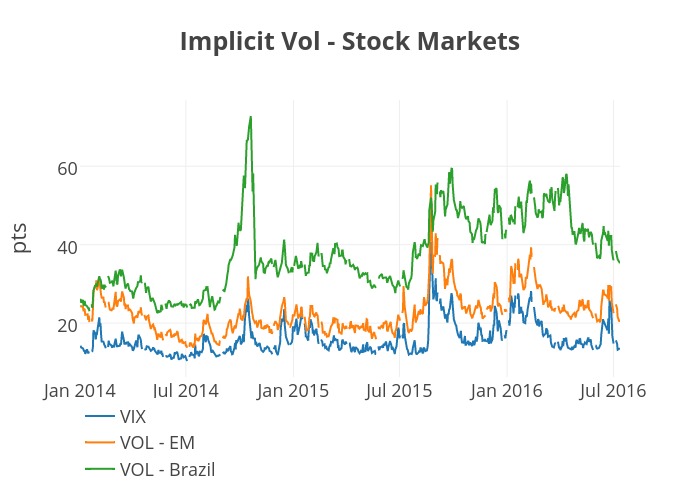 Implicit Vol - Stock Markets
60
40
20
pts
Jan 2014 Jul 2014 Jan 2015 Jul 2015 Jan 2016 Jul 2016
VIX
VOL - EM
VOL - Brazil